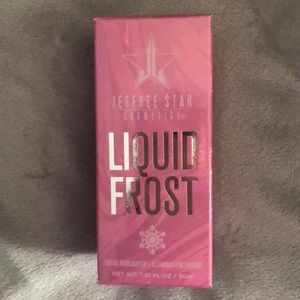 JEFFREE STAR
COSMETICS
LIQUID
FROST
LIQUID HIGHLIGHTER | ILLUMINATEUR LIQUIDE
NET WT. 1.01 FL OZ / 30ml